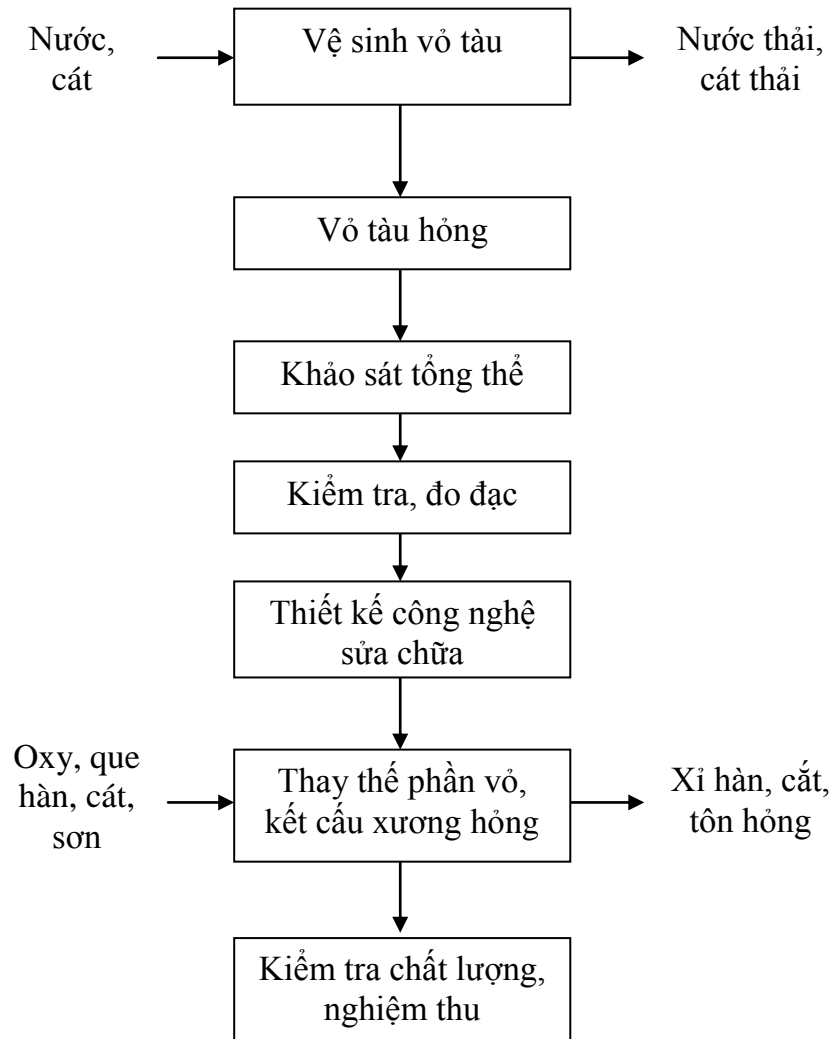 Nước,
cát
Vệ sinh vỏ tàu
Nước thải,
cát thải
Vỏ tàu hỏng
Khảo sát tổng thể
Kiểm tra, đo đạc
Thiết kế công nghệ
sửa chữa
Oxy, que
hàn, cát,
sơn
Thay thế phần vỏ,
kết cấu xương hỏng
Xỉ hàn, cắt,
tôn hỏng
Kiểm tra chất lượng,
nghiệm thu